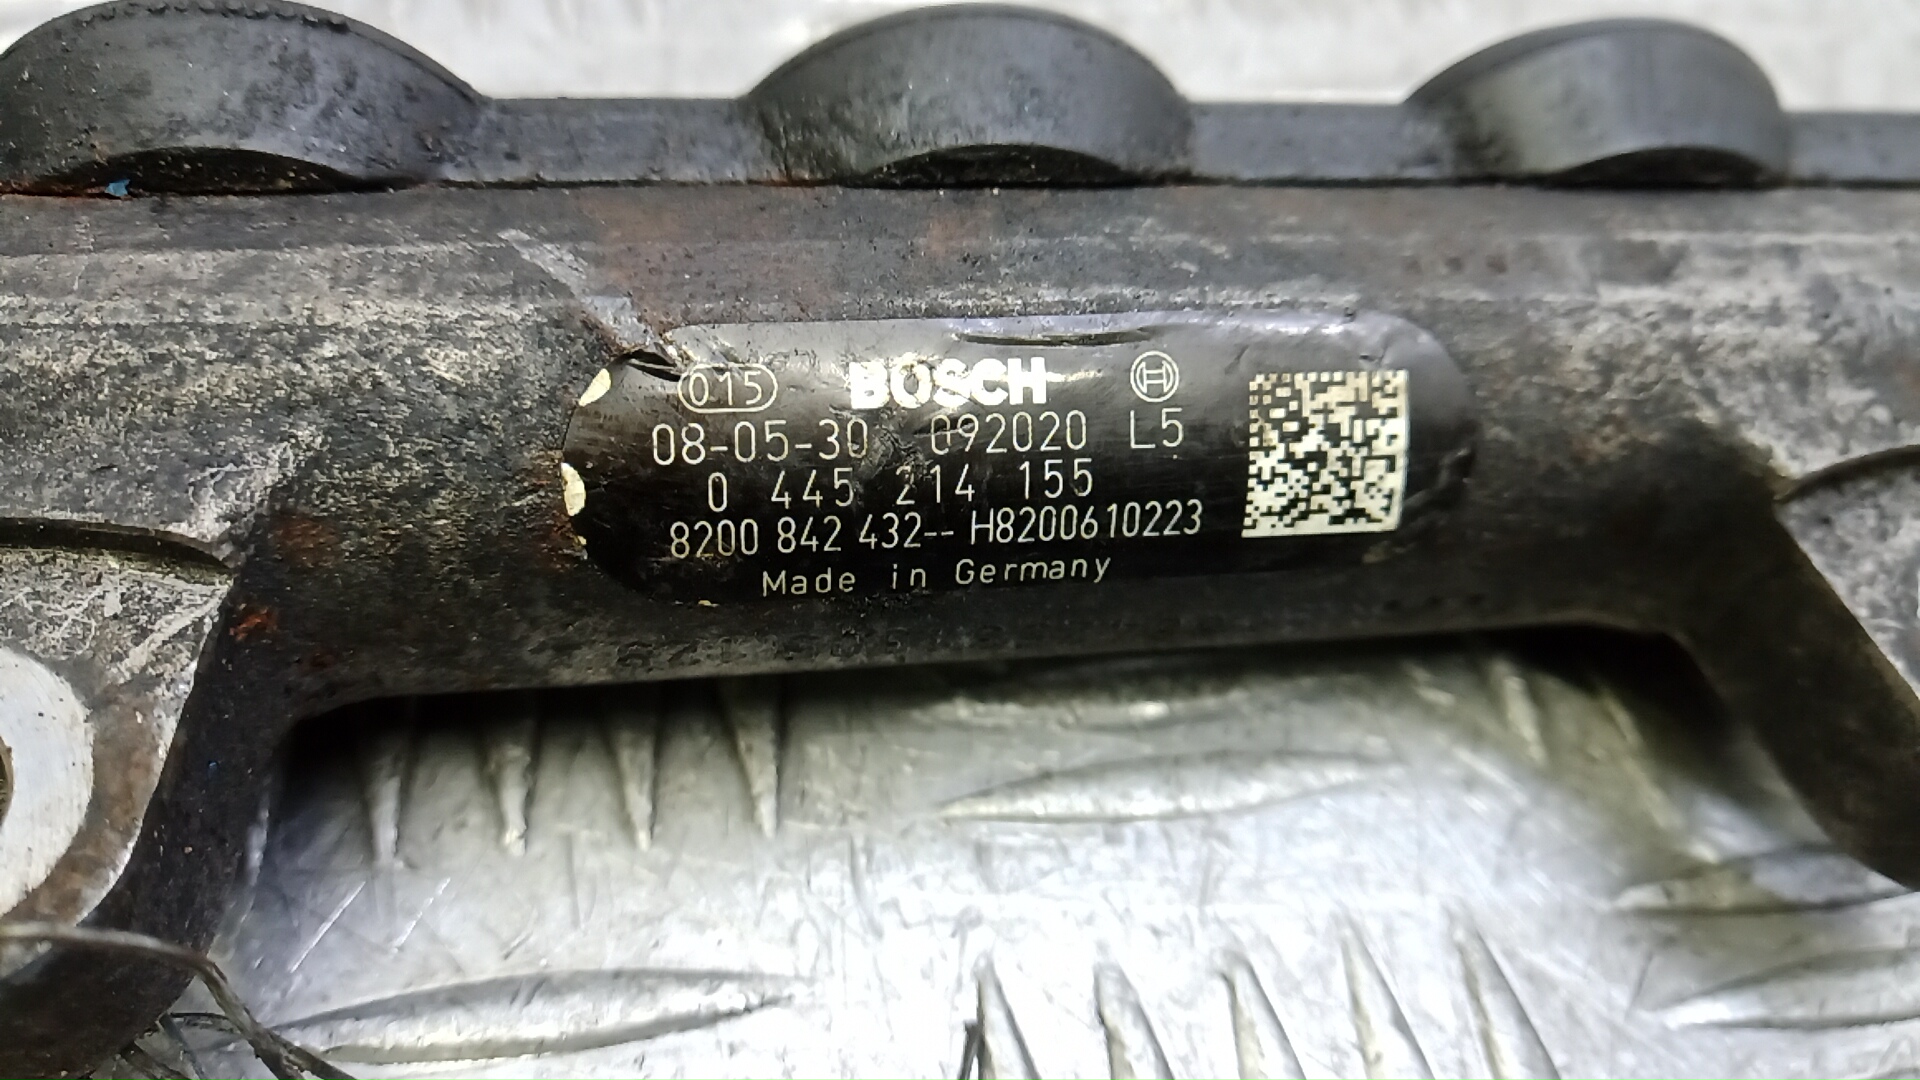 015 BOSCH H
08-05-30 092020 L5
0 445 214 155
8200 842 432-- H8200610223
Made in Germany